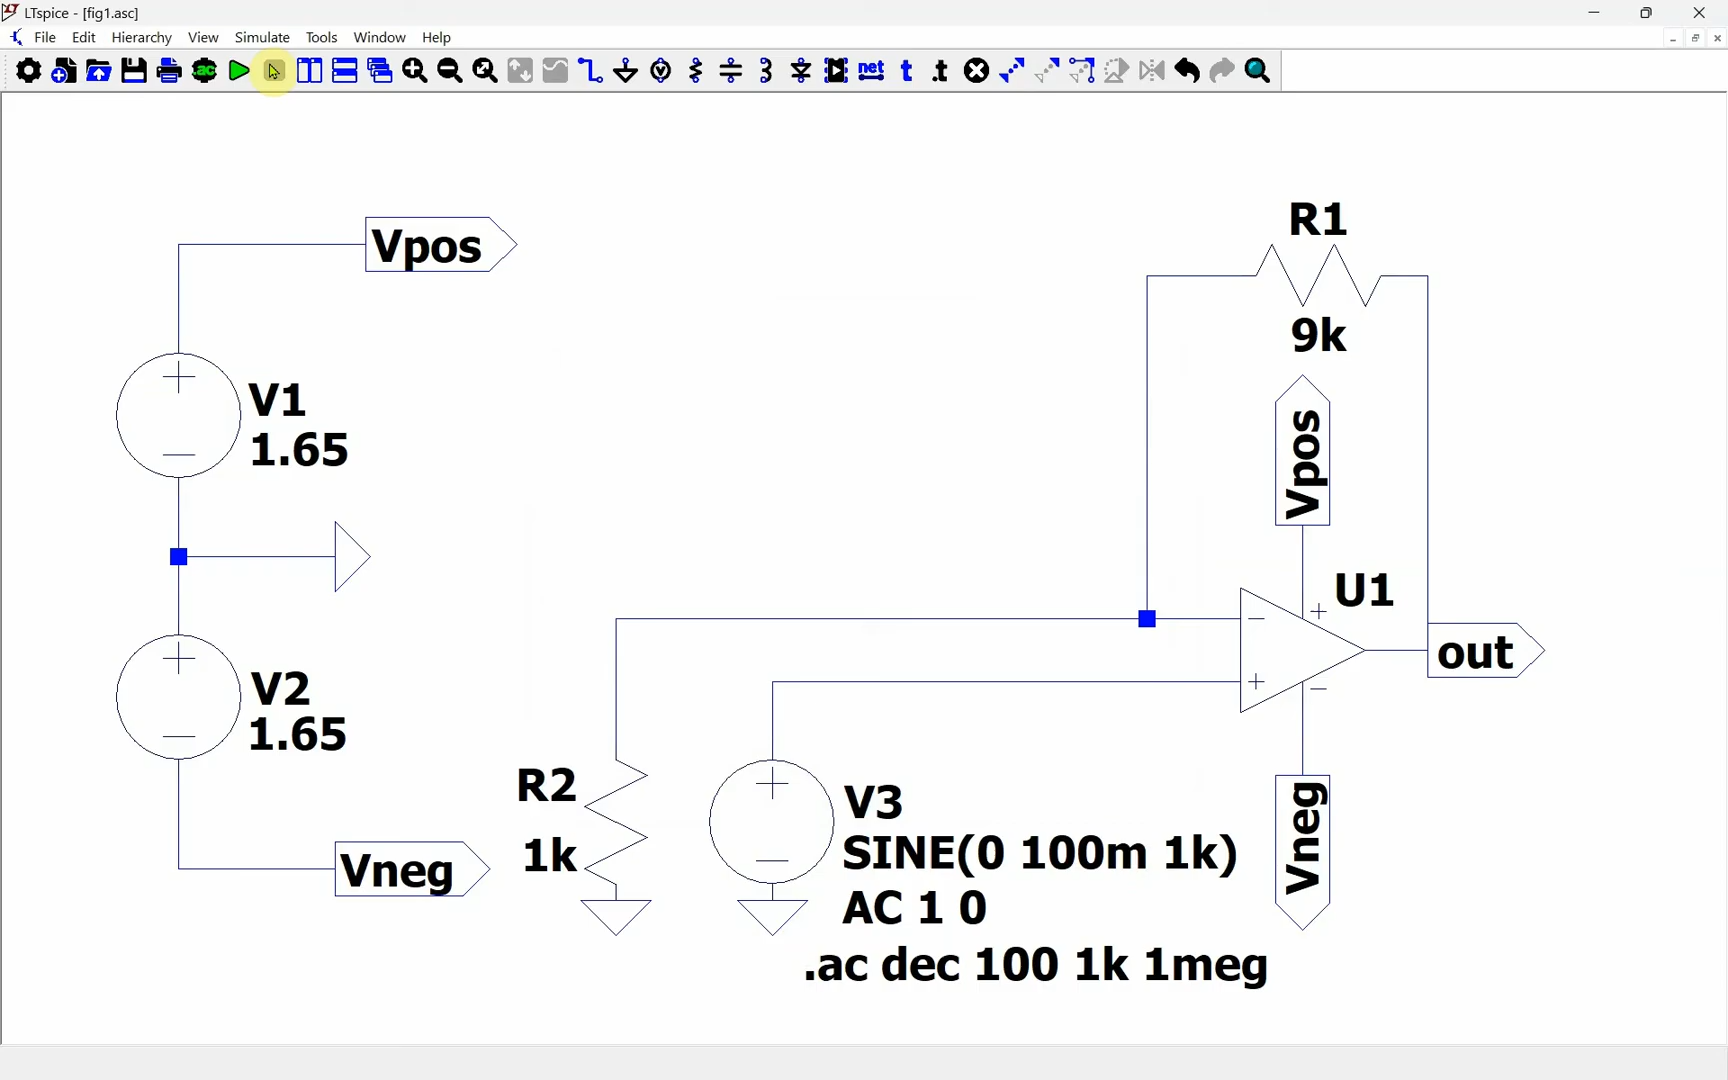 LTspice - [fig1.asc]
File Edit Hierarchy View Simulate Tools Window Help
.ac net t .t
R1
9k
Vpos
V1
1.65
Vpos
U1
out
V2
1.65
R2
1k
V3
SINE(0 100m 1k)
AC 1 0
Vneg
Vneg
.ac dec 100 1k 1meg